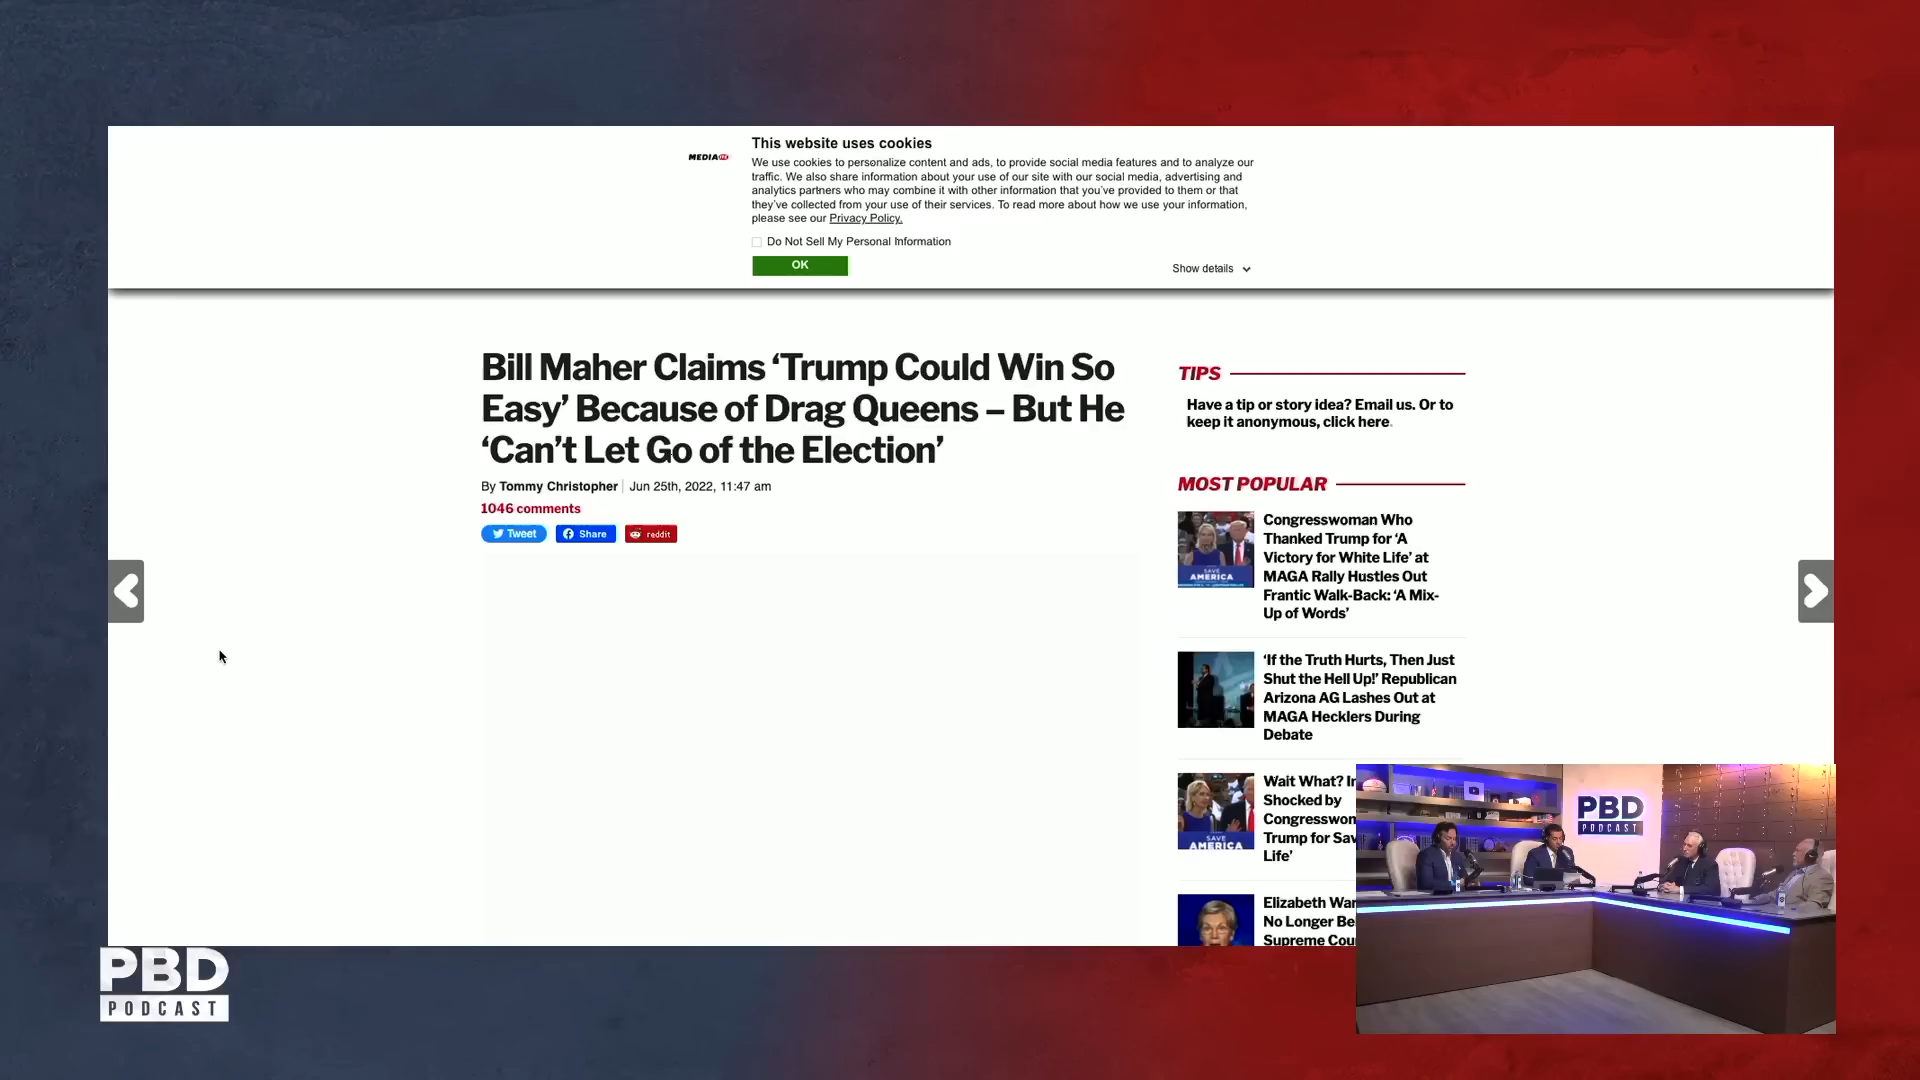 MEDIAITE
This website uses cookies
We use cookies to personalize content and ads, to provide social media features and to analyze our
traffic. We also share information about your use of our site with our social media, advertising and
analytics partners who may combine it with other information that you've provided to them or that
they've collected from your use of their services. To read more about how we use your information,
please see our Privacy Policy.
Do Not Sell My Personal Information
OK
Show details
Bill Maher Claims ‘Trump Could Win So
Easy’ Because of Drag Queens – But He
‘Can’t Let Go of the Election’
By Tommy Christopher | Jun 25th, 2022, 11:47 am
1046 comments
Tweet
Share
reddit
TIPS
Have a tip or story idea? Email us. Or to
keep it anonymous, click here.
MOST POPULAR
SAVE
AMERICA
Congresswoman Who
Thanked Trump for ‘A
Victory for White Life’ at
MAGA Rally Hustles Out
Frantic Walk-Back: ‘A Mix-
Up of Words’
‘If the Truth Hurts, Then Just
Shut the Hell Up!’ Republican
Arizona AG Lashes Out at
MAGA Hecklers During
Debate
SAVE
AMERICA
Wait What?
Shocked by
Trump for
Life’
Elizabeth
No Longer
Supreme
PBD
PODCAST
PBD
PODCAST